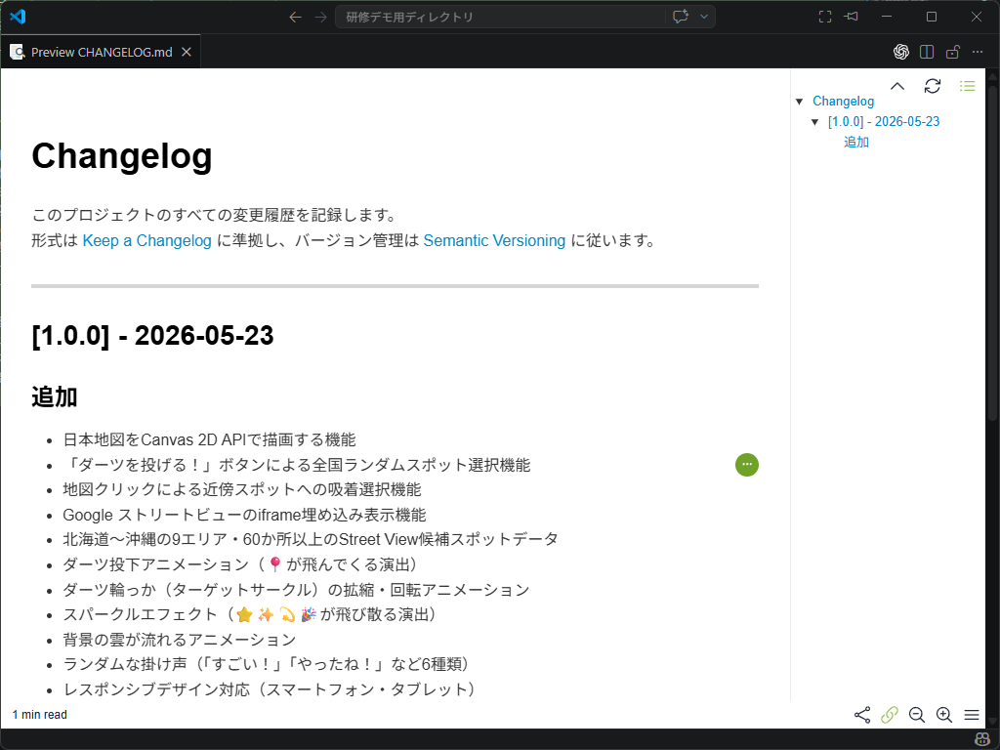 研修デモ用ディレクトリ
Preview CHANGELOG.md
Changelog
[1.0.0] - 2026-05-23
追加
Changelog
このプロジェクトのすべての変更履歴を記録します。
形式は Keep a Changelog に準拠し、バージョン管理は Semantic Versioning に従います。
[1.0.0] - 2026-05-23
追加
• 日本地図をCanvas 2D APIで描画する機能
• 「ダーツを投げる！」ボタンによる全国ランダムスポット選択機能
• 地図クリックによる近傍スポットへの吸着選択機能
• Google ストリートビューのiframe埋め込み表示機能
• 北海道〜沖縄の9エリア・60か所以上のStreet View候補スポットデータ
• ダーツ投下アニメーション（📍が飛んでくる演出）
• ダーツ輪っか（ターゲットサークル）の拡縮・回転アニメーション
• スパークルエフェクト（⭐✨💫🎉が飛び散る演出）
• 背景の雲が流れるアニメーション
• ランダムな掛け声（「すごい！」「やったね！」など6種類）
• レスポンシブデザイン対応（スマートフォン・タブレット）
1 min read